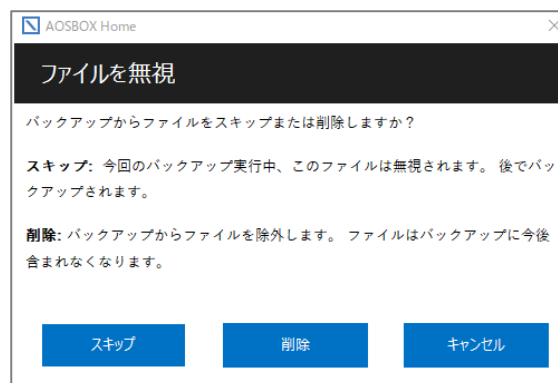 AOSBOX Home
ファイルを無視
バックアップからファイルをスキップまたは削除しますか？
スキップ: 今回のバックアップ実行中、このファイルは無視されます。 後でバッ
クアップされます。
削除: バックアップからファイルを除外します。 ファイルはバックアップに今後
含まれなくなります。
スキップ 削除 キャンセル